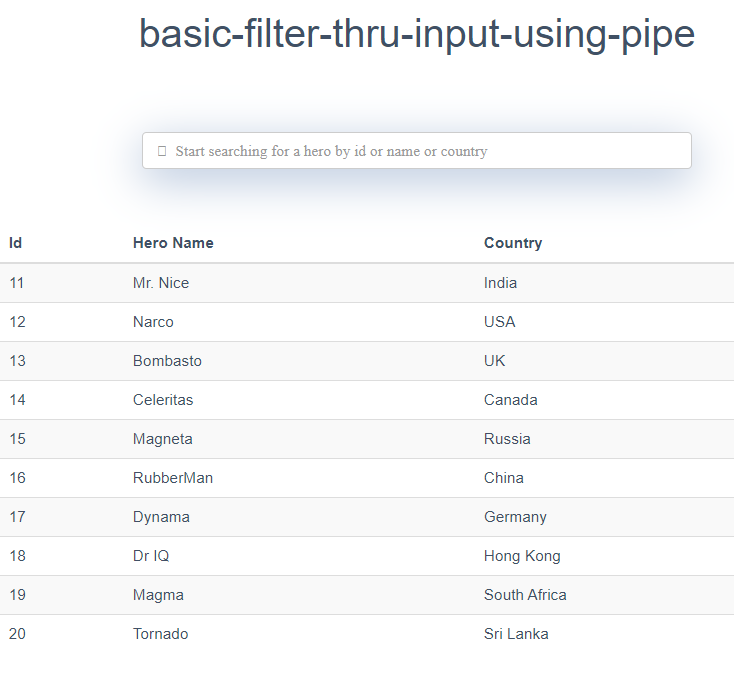 basic-filter-thru-input-using-pipe
Start searching for a hero by id or name or country
Id Hero Name Country
11 Mr. Nice India
12 Narco USA
13 Bombasto UK
14 Celeritas Canada
15 Magneta Russia
16 RubberMan China
17 Dynama Germany
18 Dr IQ Hong Kong
19 Magma South Africa
20 Tornado Sri Lanka